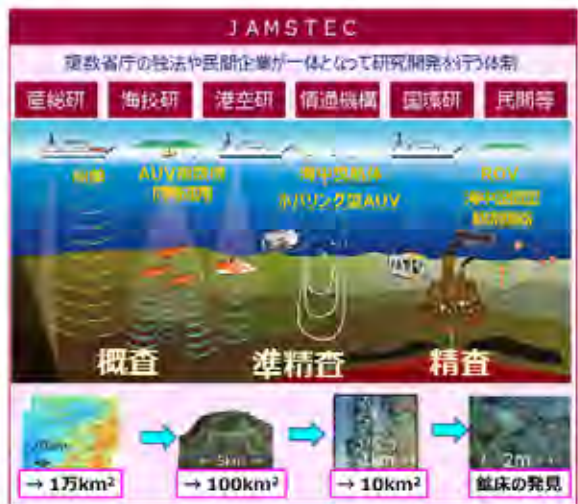 JAMSTEC
複数省庁の独法や民間企業が一体となって研究開発を行う体制
産総研 海技研 港空研 情通機構 国環研 民間等
船舶 AUV複数機 ROV
同時運用 ホバリング型AUV
概査 準精査 精査
5km 2m
→ 1万km² → 100km² → 10km² 鉱床の発見